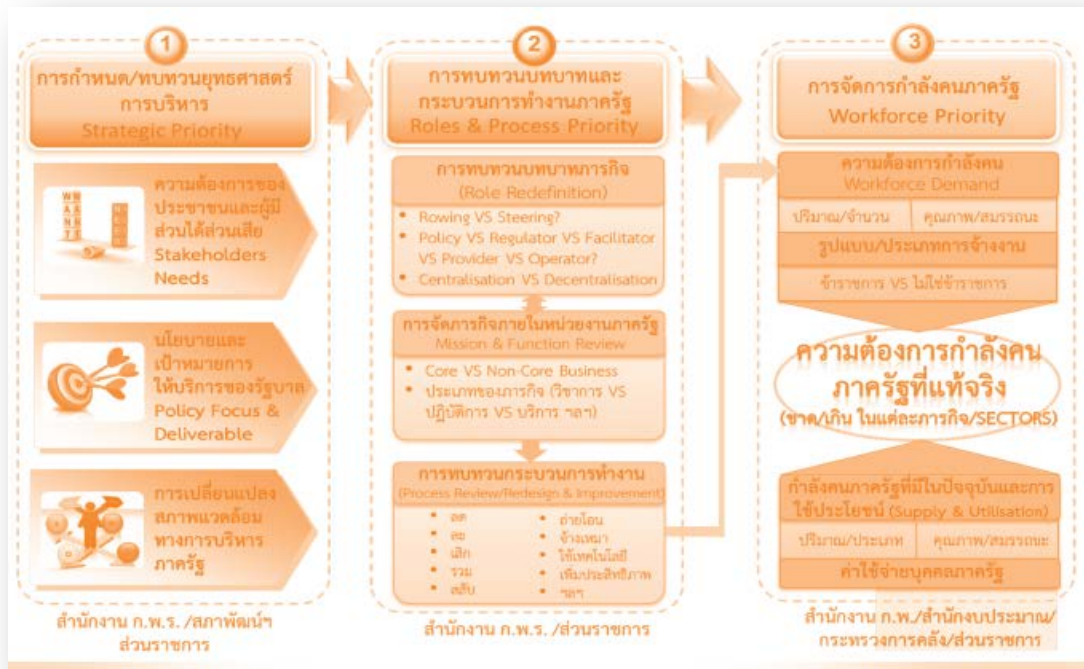 1
การกำหนด/ทบทวนยุทธศาสตร์
การบริหาร
Strategic Priority
ความต้องการของ
ประชาชนและผู้มี
ส่วนได้ส่วนเสีย
Stakeholders
Needs
นโยบายและ
เป้าหมายการ
ให้บริการของรัฐบาล
Policy Focus &
Deliverable
การเปลี่ยนแปลง
สภาพแวดล้อม
ทางการบริหาร
ภาครัฐ
สำนักงาน ก.พ.ร. /สภาพัฒน์ฯ
ส่วนราชการ
2
การทบทวนบทบาทและ
กระบวนการทำงานภาครัฐ
Roles & Process Priority
การทบทวนบทบาทภารกิจ
(Role Redefinition)
• Rowing VS Steering?
• Policy VS Regulator VS Facilitator
VS Provider VS Operator?
• Centralisation VS Decentralisation
การจัดภารกิจภายในหน่วยงานภาครัฐ
Mission & Function Review
• Core VS Non-Core Business
• ประเภทของภารกิจ (วิชาการ VS
ปฏิบัติการ VS บริการ ฯลฯ)
การทบทวนกระบวนการทำงาน
(Process Review/Redesign & Improvement)
• ลด
• ละ
• เลิก
• รวม
• สลับ
• ถ่ายโอน
• จ้างเหมา
• ใช้เทคโนโลยี
• เพิ่มประสิทธิภาพ
• ฯลฯ
สำนักงาน ก.พ.ร. /ส่วนราชการ
3
การจัดการกำลังคนภาครัฐ
Workforce Priority
ความต้องการกำลังคน
Workforce Demand
ปริมาณ/จำนวน
คุณภาพ/สมรรถนะ
รูปแบบ/ประเภทการจ้างงาน
ข้าราชการ VS ไม่ใช่ข้าราชการ
ความต้องการกำลังคน
ภาครัฐที่แท้จริง
(ขาด/เกิน ในแต่ละภารกิจ/SECTORS)
กำลังคนภาครัฐที่มีในปัจจุบันและการ
ใช้ประโยชน์ (Supply & Utilisation)
ปริมาณ/ประเภท
คุณภาพ/สมรรถนะ
ค่าใช้จ่ายบุคคลภาครัฐ
สำนักงาน ก.พ./สำนักงบประมาณ/
กระทรวงการคลัง/ส่วนราชการ